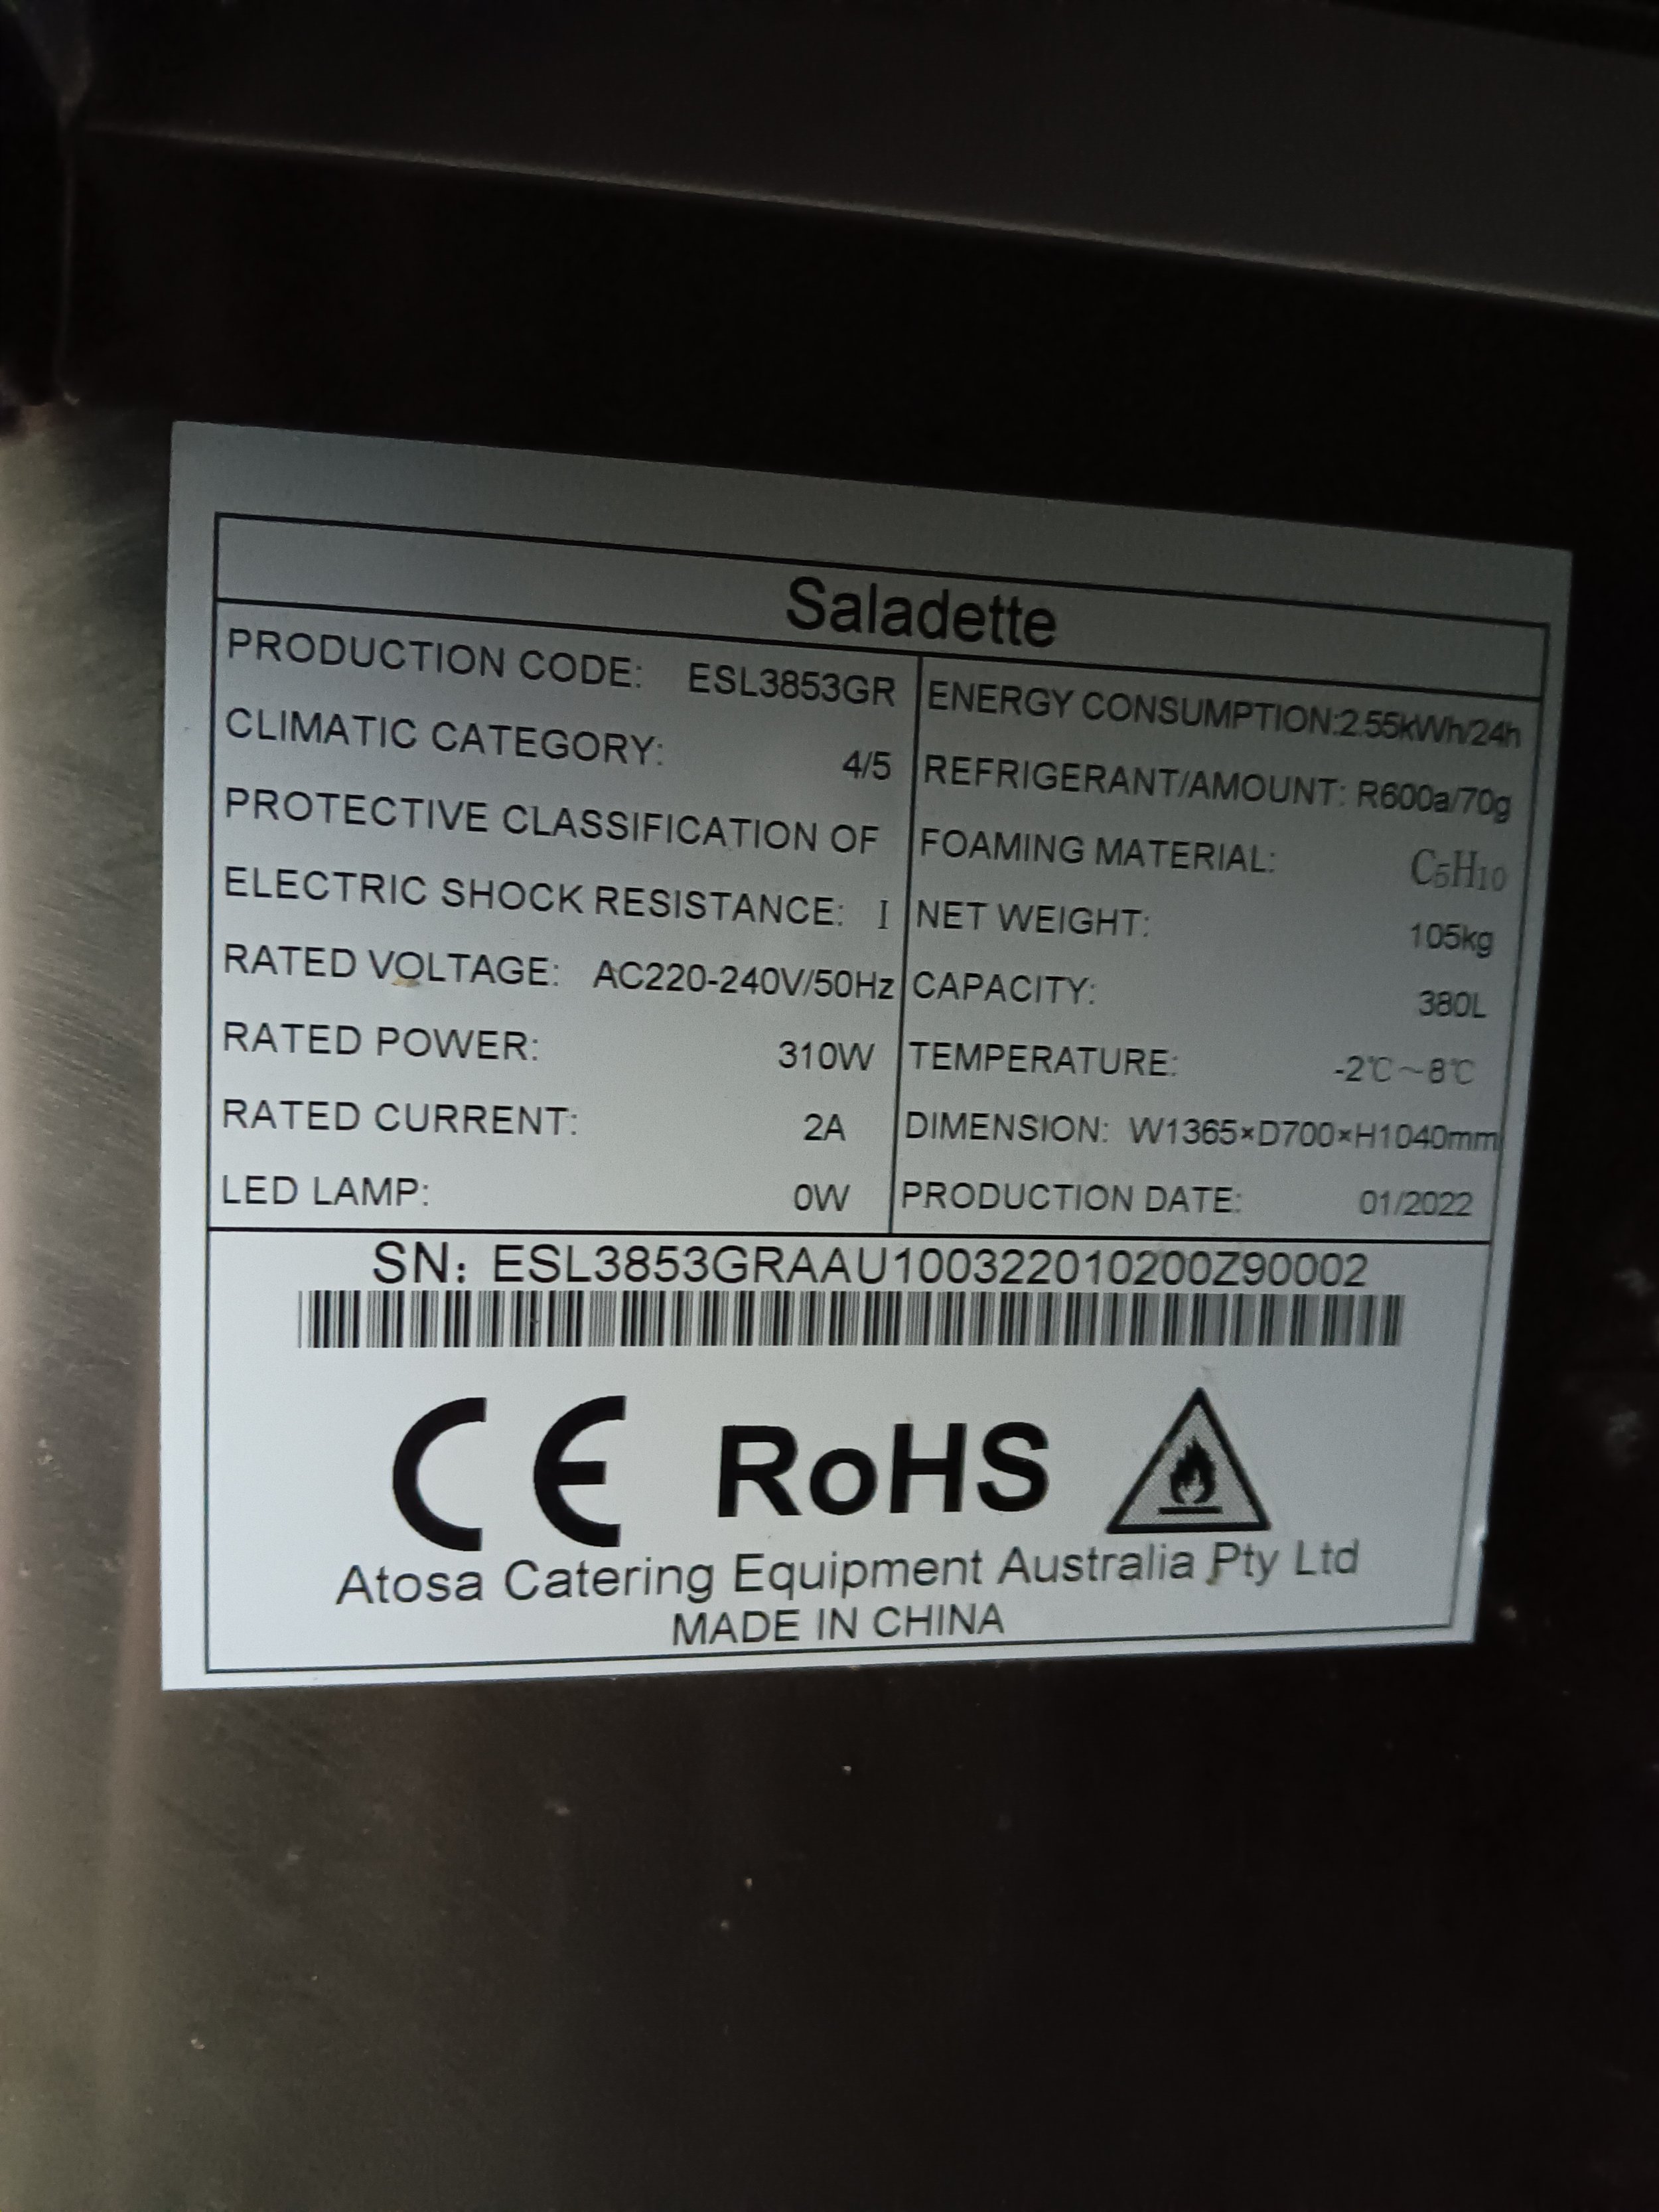 Saladette
PRODUCTION CODE: ESL3853GR
CLIMATIC CATEGORY: 4/5
PROTECTIVE CLASSIFICATION OF
ELECTRIC SHOCK RESISTANCE: I
RATED VOLTAGE: AC220-240V/50Hz
RATED POWER: 310W
RATED CURRENT: 2A
LED LAMP: 0W
ENERGY CONSUMPTION:2.55kWh/24h
REFRIGERANT/AMOUNT: R600a/70g
FOAMING MATERIAL: C5H10
NET WEIGHT: 105kg
CAPACITY: 380L
TEMPERATURE: -2℃~8℃
DIMENSION: W1365×D700×H1040mm
PRODUCTION DATE: 01/2022
SN: ESL3853GRAAU100322010200Z90002
CE RoHS
Atosa Catering Equipment Australia Pty Ltd
MADE IN CHINA